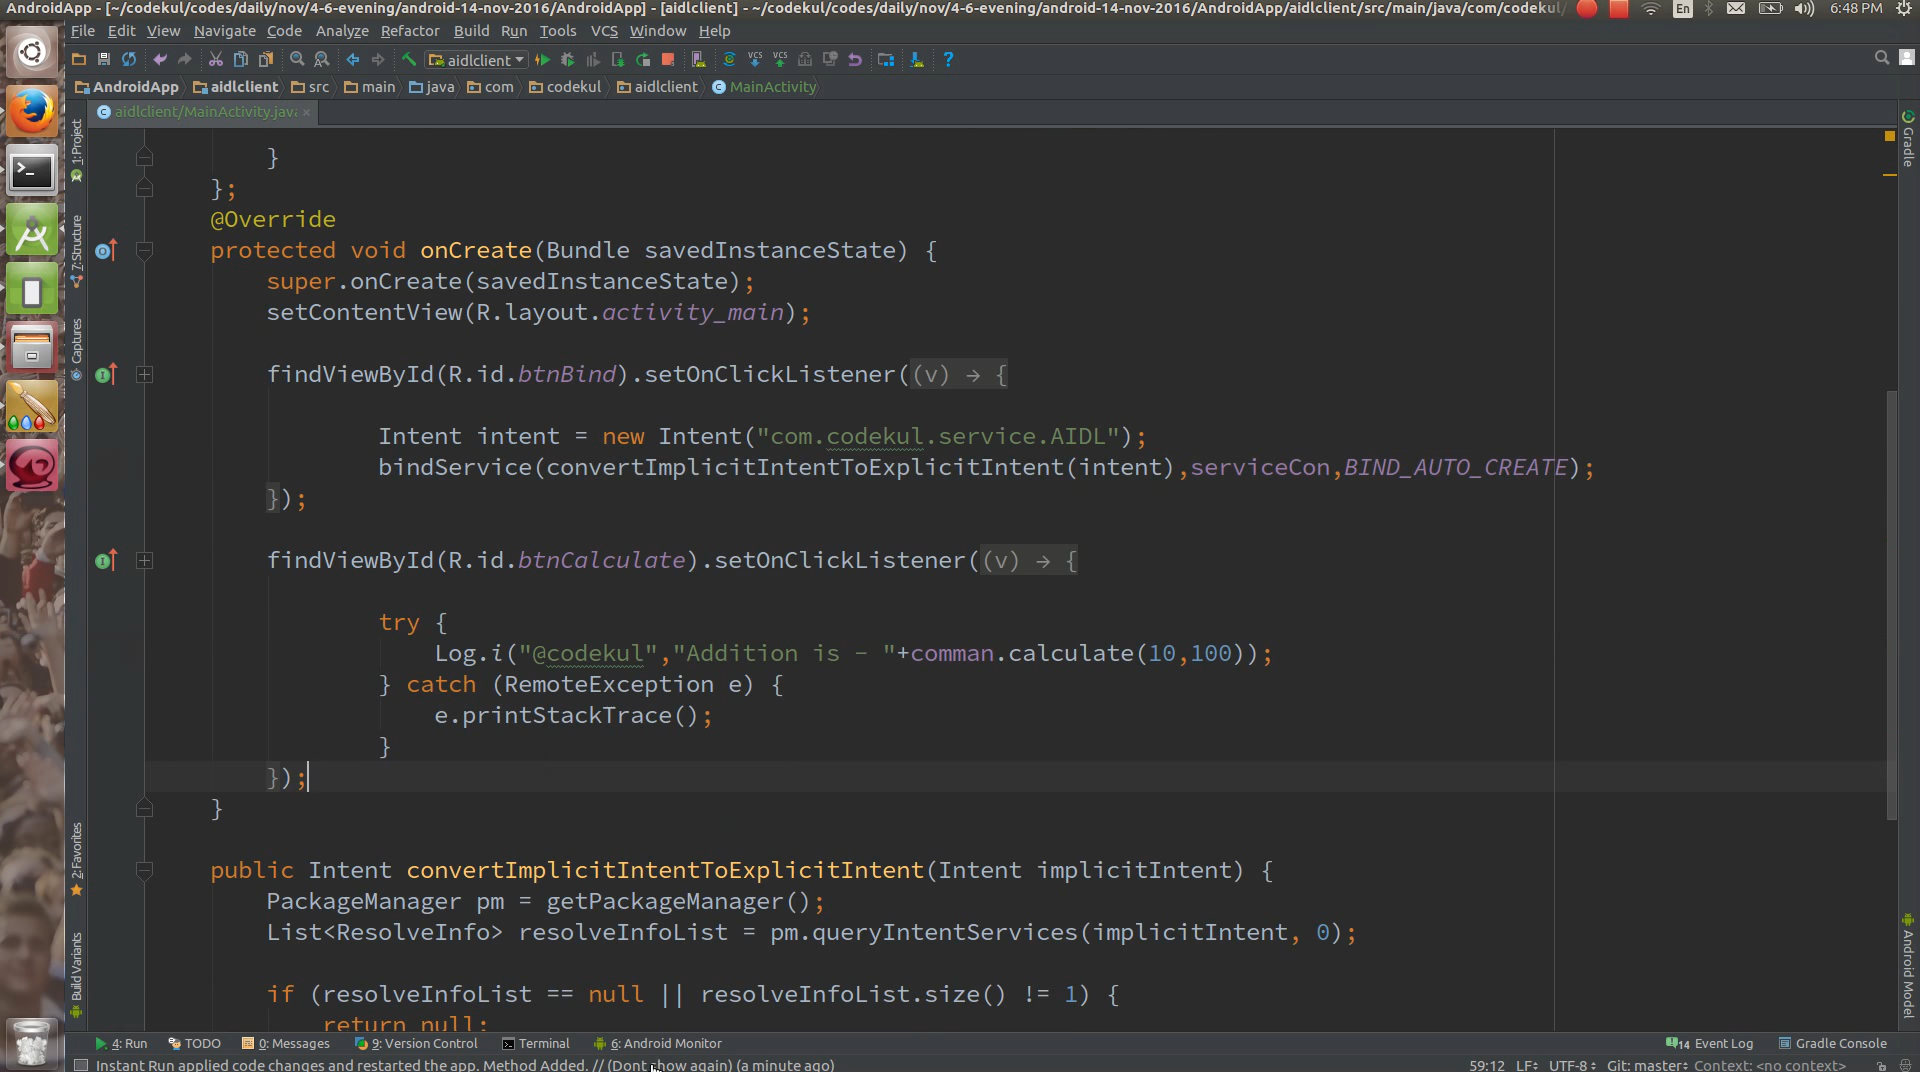 AndroidApp - [~/codekul/codes/daily/nov/4-6-evening/android-14-nov-2016/AndroidApp] - [aidlclient] - ~/codekul/codes/daily/nov/4-6-evening/android-14-nov-2016/AndroidApp/aidlclient/src/main/java/com/codekul/ En 6:48 PM
File Edit View Navigate Code Analyze Refactor Build Run Tools VCS Window Help
aidlclient VCS VCS ?
AndroidApp aidlclient src main java com codekul aidlclient MainActivity
aidlclient/MainActivity.java
1: Project
7: Structure
Captures
2: Favorites
Build Variants
Gradle
Android Model
}
};
@Override
protected void onCreate(Bundle savedInstanceState) {
super.onCreate(savedInstanceState);
setContentView(R.layout.activity_main);
findViewById(R.id.btnBind).setOnClickListener((v) → {
Intent intent = new Intent("com.codekul.service.AIDL");
bindService(convertImplicitIntentToExplicitIntent(intent),serviceCon,BIND_AUTO_CREATE);
});
findViewById(R.id.btnCalculate).setOnClickListener((v) → {
try {
Log.i("@codekul","Addition is - "+comman.calculate(10,100));
} catch (RemoteException e) {
e.printStackTrace();
}
});
}
public Intent convertImplicitIntentToExplicitIntent(Intent implicitIntent) {
PackageManager pm = getPackageManager();
List<ResolveInfo> resolveInfoList = pm.queryIntentServices(implicitIntent, 0);
if (resolveInfoList == null || resolveInfoList.size() != 1) {
return null;
4: Run TODO 0: Messages 9: Version Control Terminal 6: Android Monitor 14 Event Log Gradle Console
Instant Run applied code changes and restarted the app. Method Added. // (Dont show again) (a minute ago) 59:12 LF÷ UTF-8÷ Git: master÷ Context: <no context>